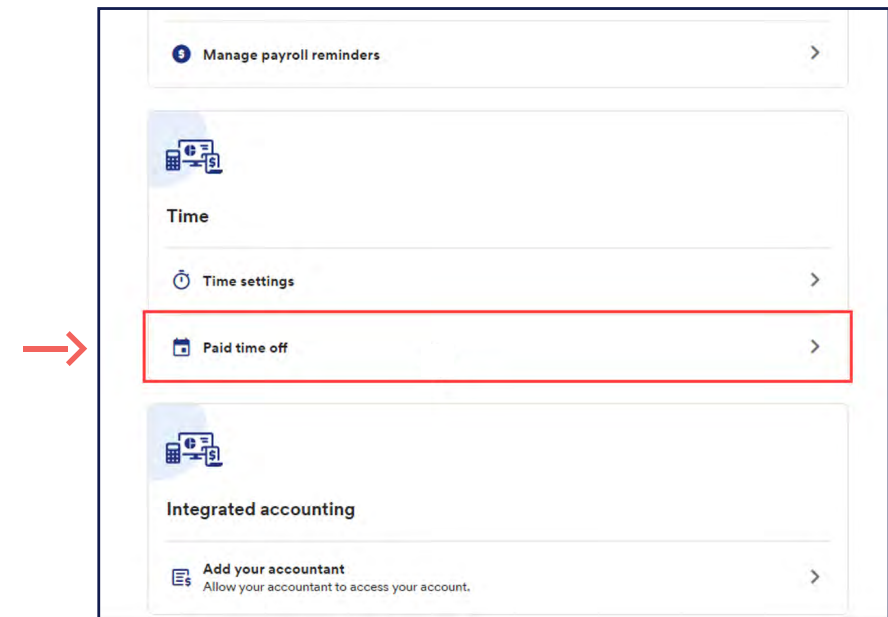 Manage payroll reminders
Time
Time settings
Paid time off
Integrated accounting
Add your accountant
Allow your accountant to access your account.